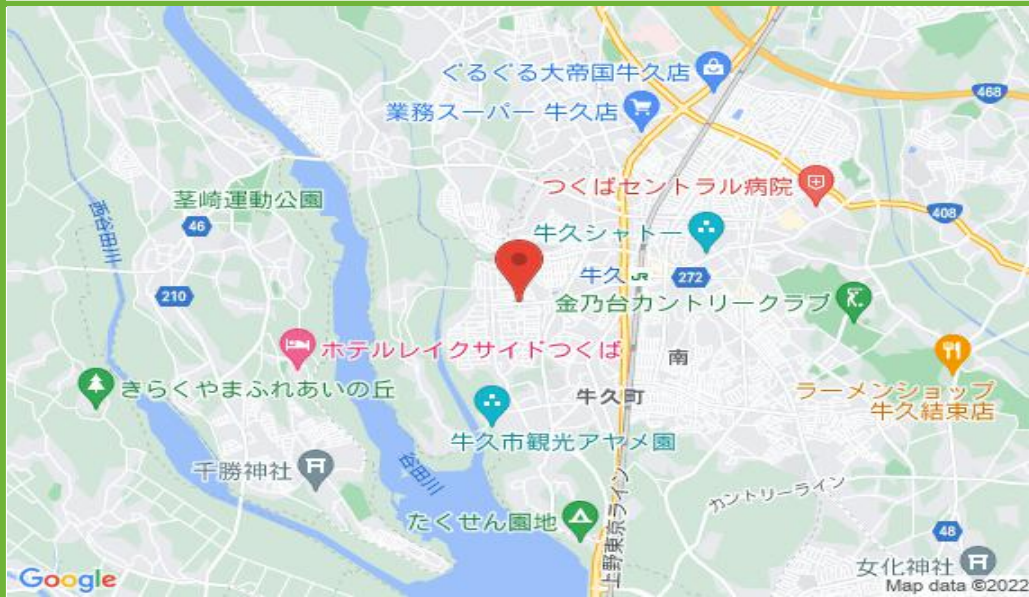 ぐるぐる大帝国牛久店
業務スーパー 牛久店
468
つくばセントラル病院
茎崎運動公園
46
408
西谷田川
牛久シャトー
牛久 JR
272
210
金乃台カントリークラブ
ホテルレイクサイドつくば
南
きらくやまふれあいの丘
牛久町
ラーメンショップ
牛久結束店
牛久市観光アヤメ園
千勝神社
谷田川
カントリーライン
たくせん園地
上野東京ライン
48
女化神社
Google
Map data ©2022